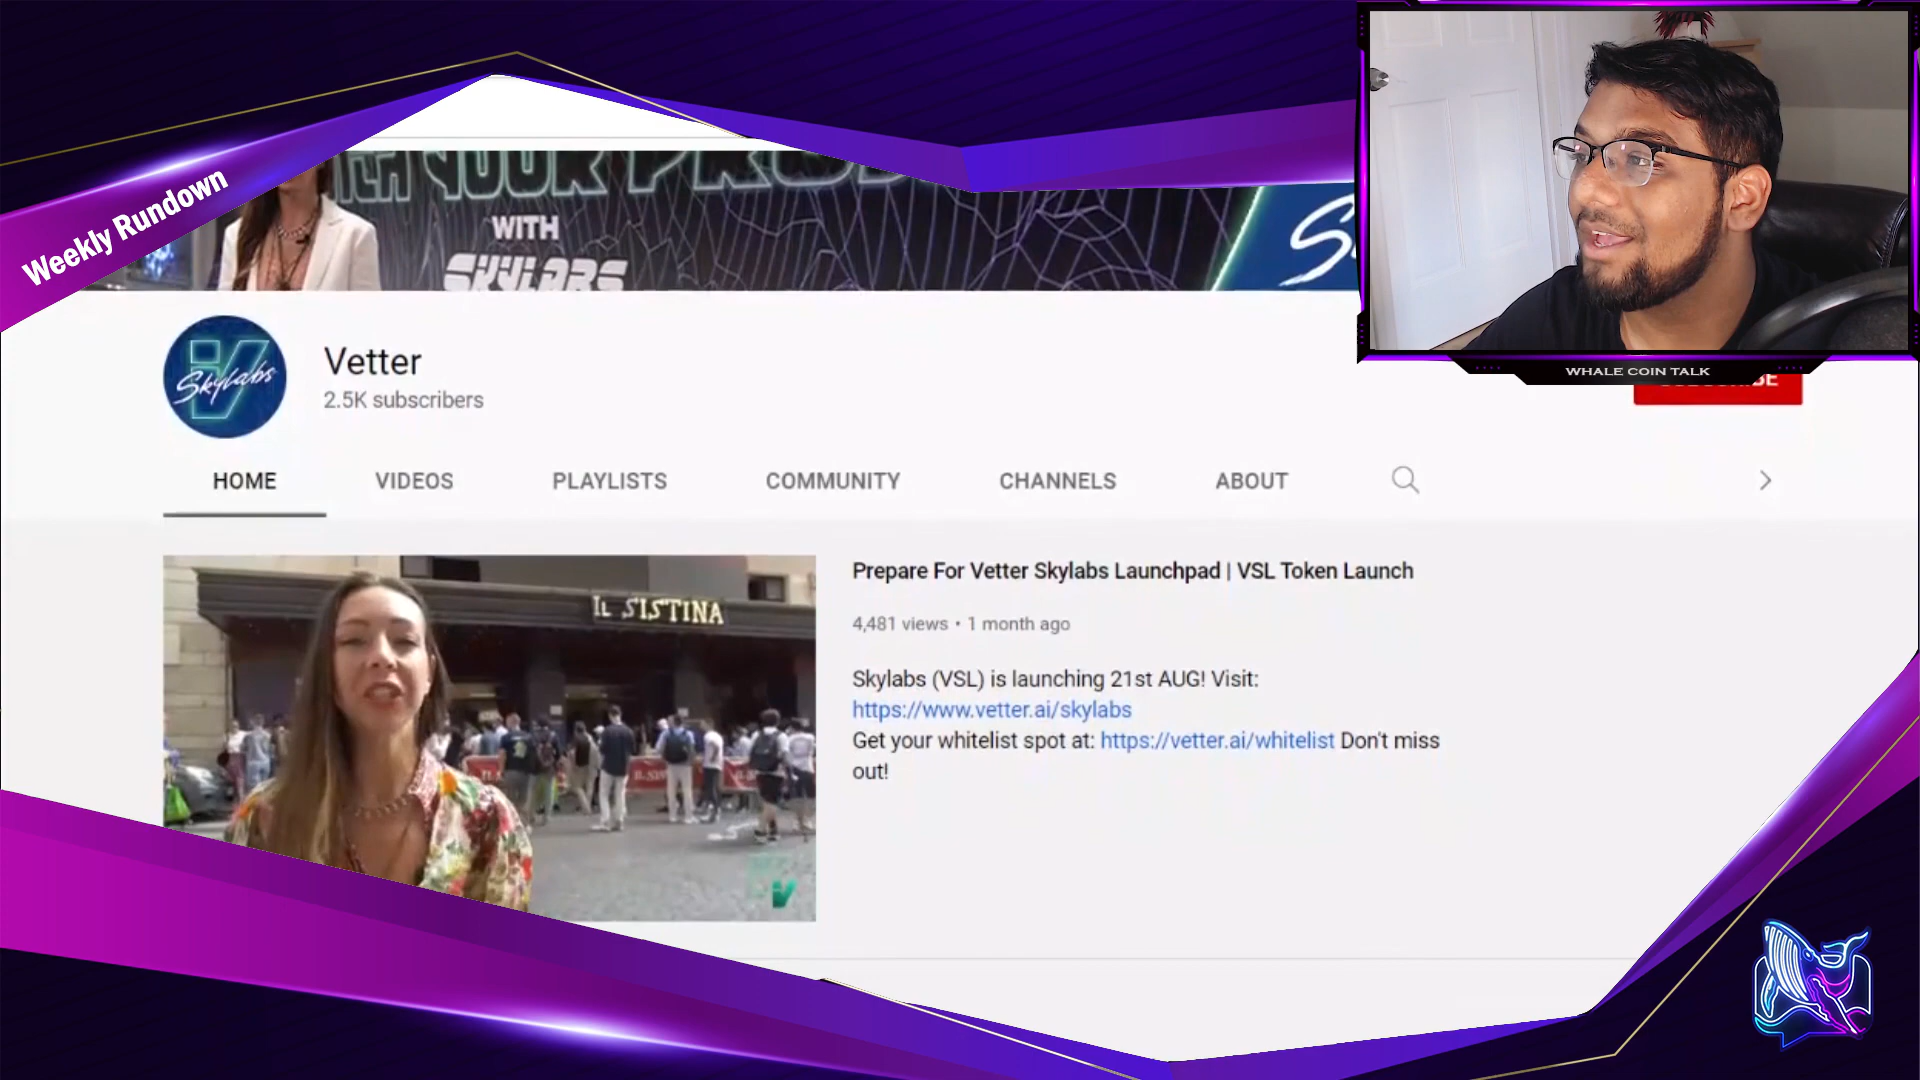 Weekly Rundown
YOUR
WITH
SKYLABS
WHALE COIN TALK
Skylabs
Vetter
2.5K subscribers
HOME VIDEOS PLAYLISTS COMMUNITY CHANNELS ABOUT
IL SISTINA
Prepare For Vetter Skylabs Launchpad | VSL Token Launch
4,481 views • 1 month ago
Skylabs (VSL) is launching 21st AUG! Visit:
https://www.vetter.ai/skylabs
Get your whitelist spot at: https://vetter.ai/whitelist Don't miss
out!